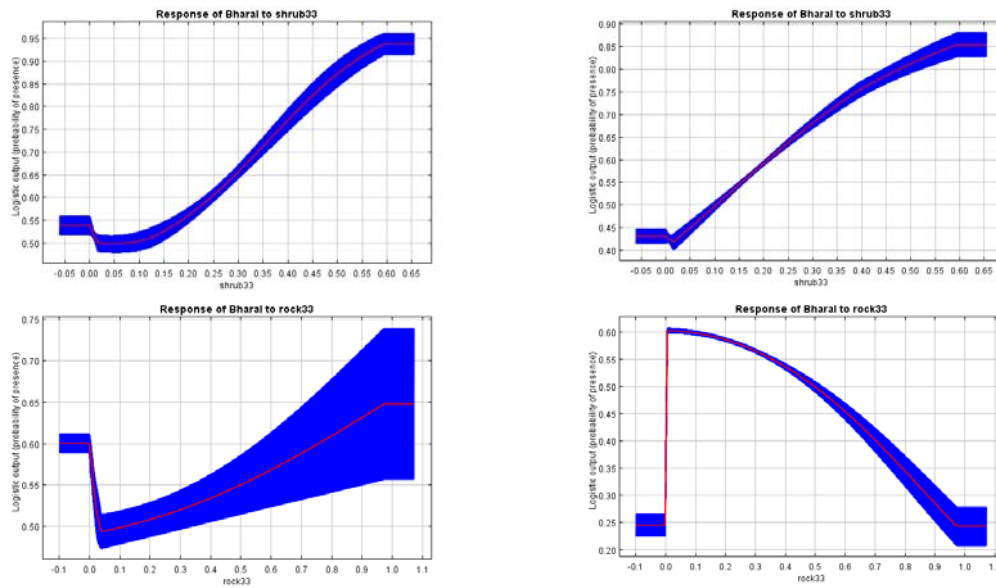 Response of Bharal to shrub33
Logistic output (probability of presence)
0.95
0.90
0.85
0.80
0.75
0.70
0.65
0.60
0.55
0.50
-0.05 0.00 0.05 0.10 0.15 0.20 0.25 0.30 0.35 0.40 0.45 0.50 0.55 0.60 0.65
shrub33
Response of Bharal to shrub33
Logistic output (probability of presence)
0.90
0.85
0.80
0.75
0.70
0.65
0.60
0.55
0.50
0.45
0.40
-0.05 0.00 0.05 0.10 0.15 0.20 0.25 0.30 0.35 0.40 0.45 0.50 0.55 0.60 0.65
shrub33
Response of Bharal to rock33
Logistic output (probability of presence)
0.75
0.70
0.65
0.60
0.55
0.50
-0.1 0.0 0.1 0.2 0.3 0.4 0.5 0.6 0.7 0.8 0.9 1.0 1.1
rock33
Response of Bharal to rock33
Logistic output (probability of presence)
0.60
0.55
0.50
0.45
0.40
0.35
0.30
0.25
0.20
-0.1 0.0 0.1 0.2 0.3 0.4 0.5 0.6 0.7 0.8 0.9 1.0 1.1
rock33